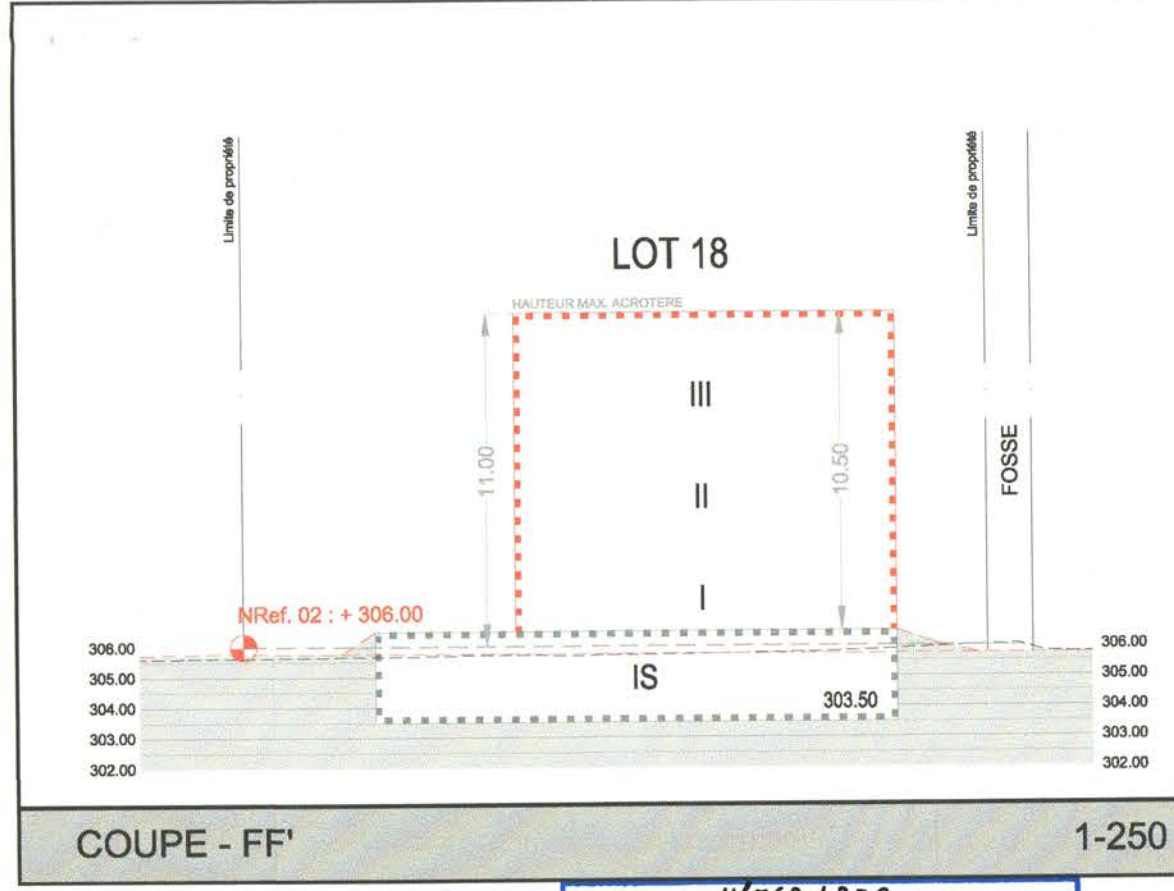 Limite de propriété
Limite de propriété
LOT 18
HAUTEUR MAX. ACROTERE
III
11.00
10.50
II
FOSSE
I
NRef. 02 : + 306.00
306.00
306.00
IS
305.00
305.00
303.50
304.00
304.00
303.00
303.00
302.00
302.00
COUPE - FF'
1-250